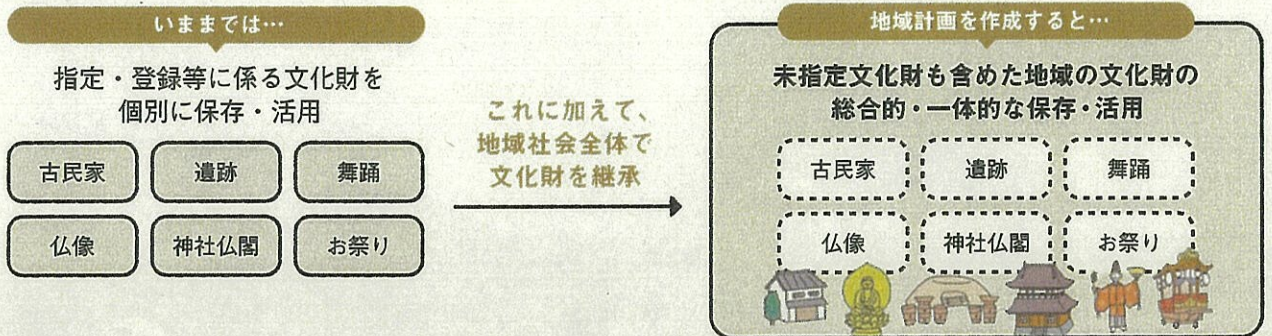 いままでは…
指定・登録等に係る文化財を
個別に保存・活用
古民家
遺跡
舞踊
仏像
神社仏閣
お祭り
これに加えて、
地域社会全体で
文化財を継承
地域計画を作成すると…
未指定文化財も含めた地域の文化財の
総合的・一体的な保存・活用
古民家
遺跡
舞踊
仏像
神社仏閣
お祭り